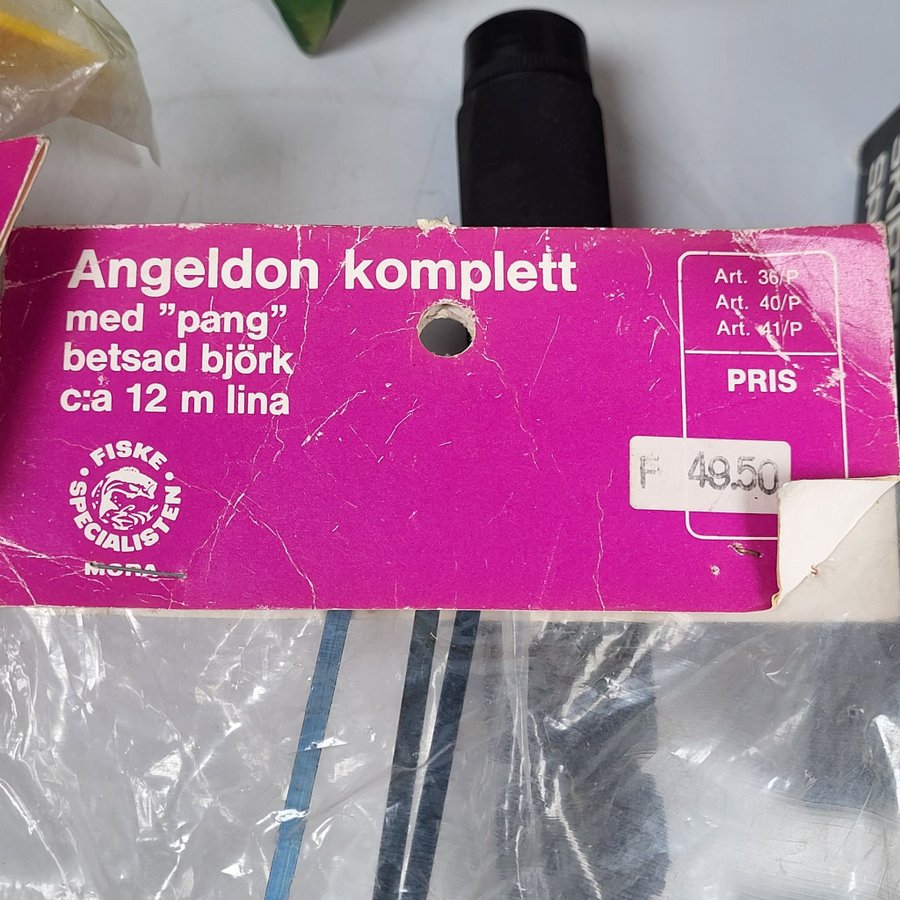 Angeldon komplett
med ”pang”
betsad björk
c:a 12 m lina
FISKE
SPECIALISTEN
MORA
Art. 36/P
Art. 40/P
Art. 41/P
PRIS
F 49.50